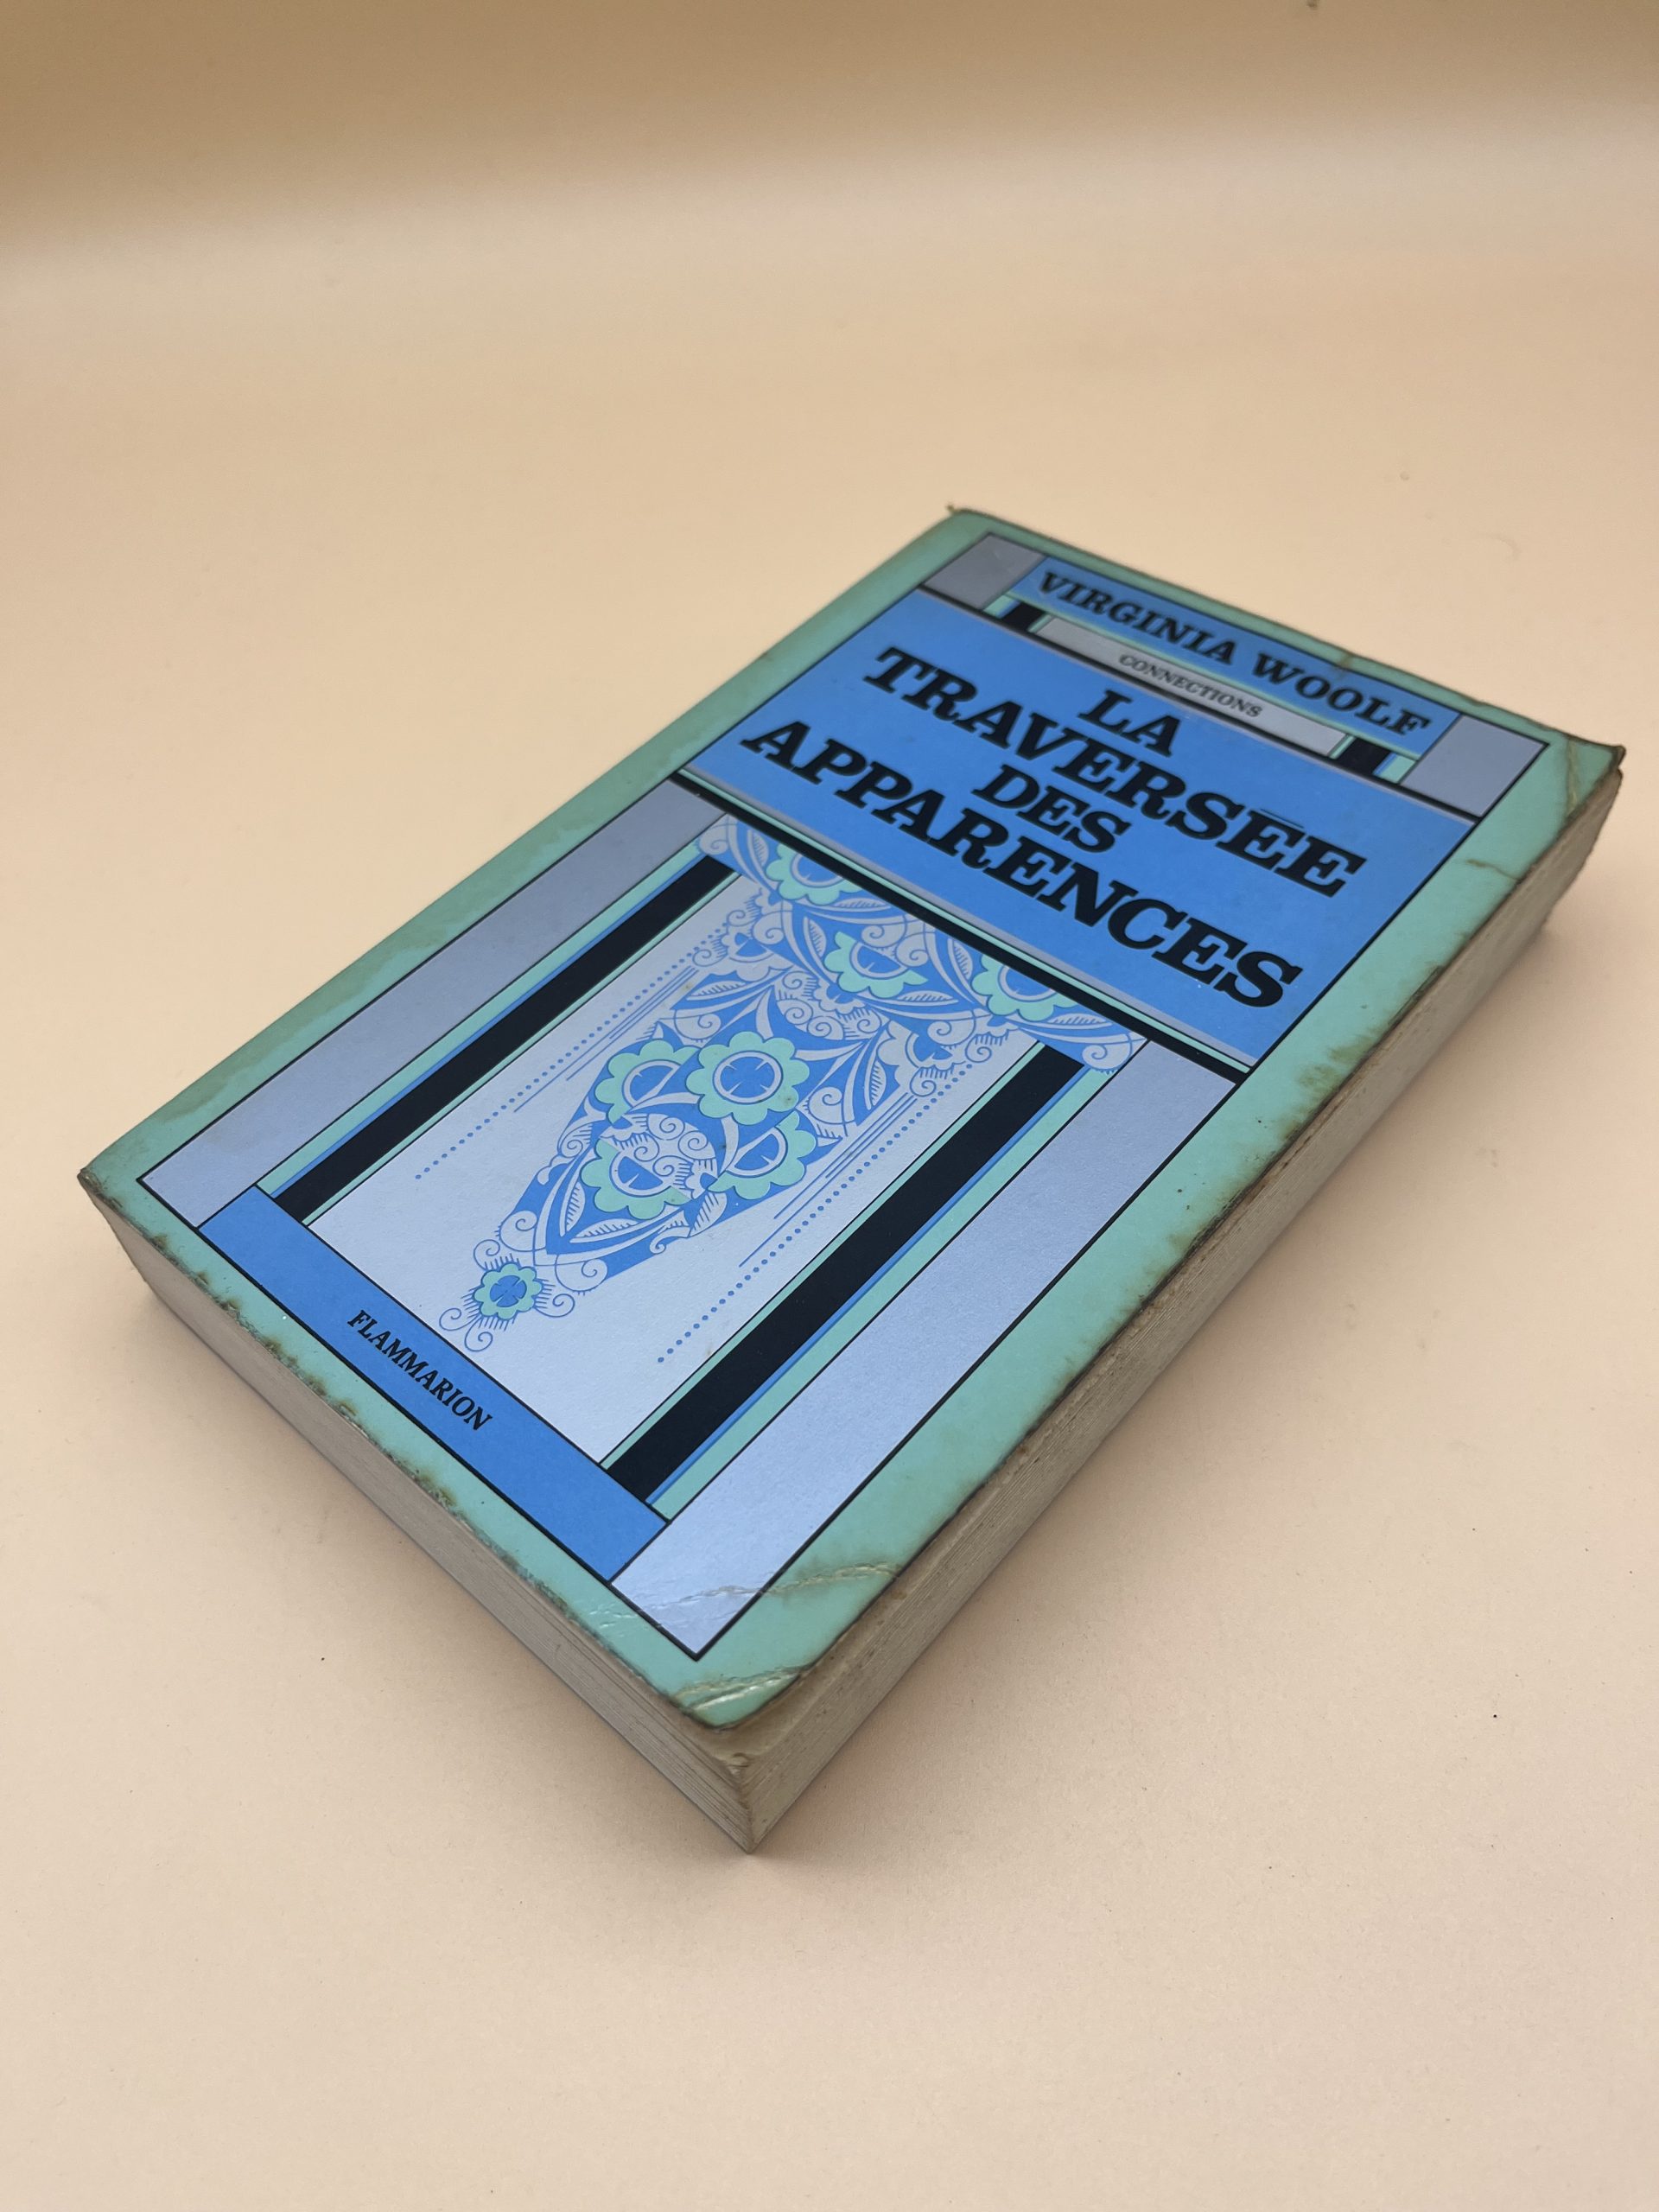 VIRGINIA WOOLF
CONNECTIONS
LA
TRAVERSÉE
DES
APPARENCES
FLAMMARION